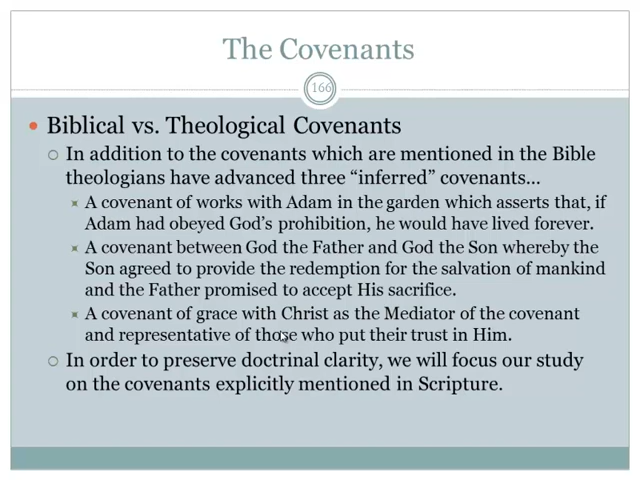 The Covenants
166
Biblical vs. Theological Covenants
In addition to the covenants which are mentioned in the Bible
theologians have advanced three “inferred” covenants…
A covenant of works with Adam in the garden which asserts that, if
Adam had obeyed God’s prohibition, he would have lived forever.
A covenant between God the Father and God the Son whereby the
Son agreed to provide the redemption for the salvation of mankind
and the Father promised to accept His sacrifice.
A covenant of grace with Christ as the Mediator of the covenant
and representative of those who put their trust in Him.
In order to preserve doctrinal clarity, we will focus our study
on the covenants explicitly mentioned in Scripture.